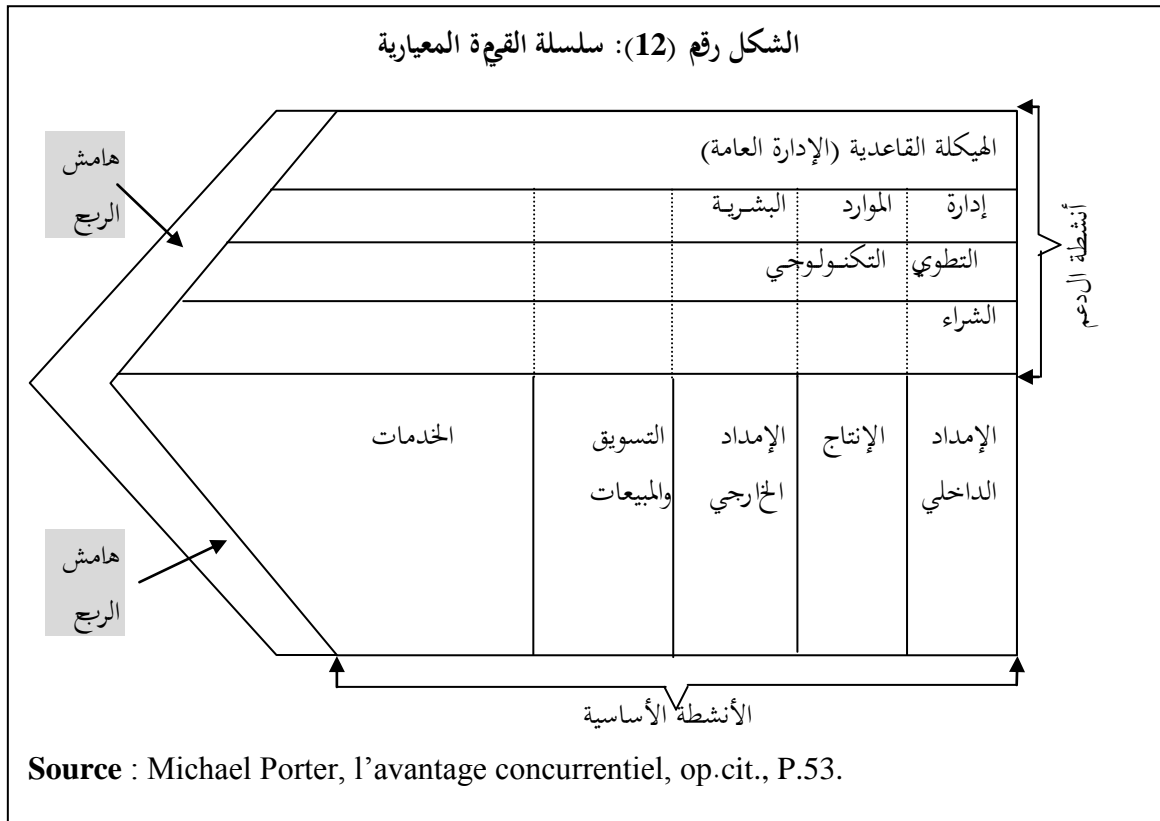 الشكل رقم (12): سلسلة القيمة المعيارية
هامش
الربح
الهيكلة القاعدية (الإدارة العامة)
إدارة الموارد البشرية
التطوير التكنولوجي
الشراء
أنشطة الدعم
الإمداد
الداخلي
الإنتاج
الإمداد
الخارجي
التسويق
والمبيعات
الخدمات
هامش
الربح
الأنشطة الأساسية
Source : Michael Porter, l’avantage concurrentiel, op.cit., P.53.